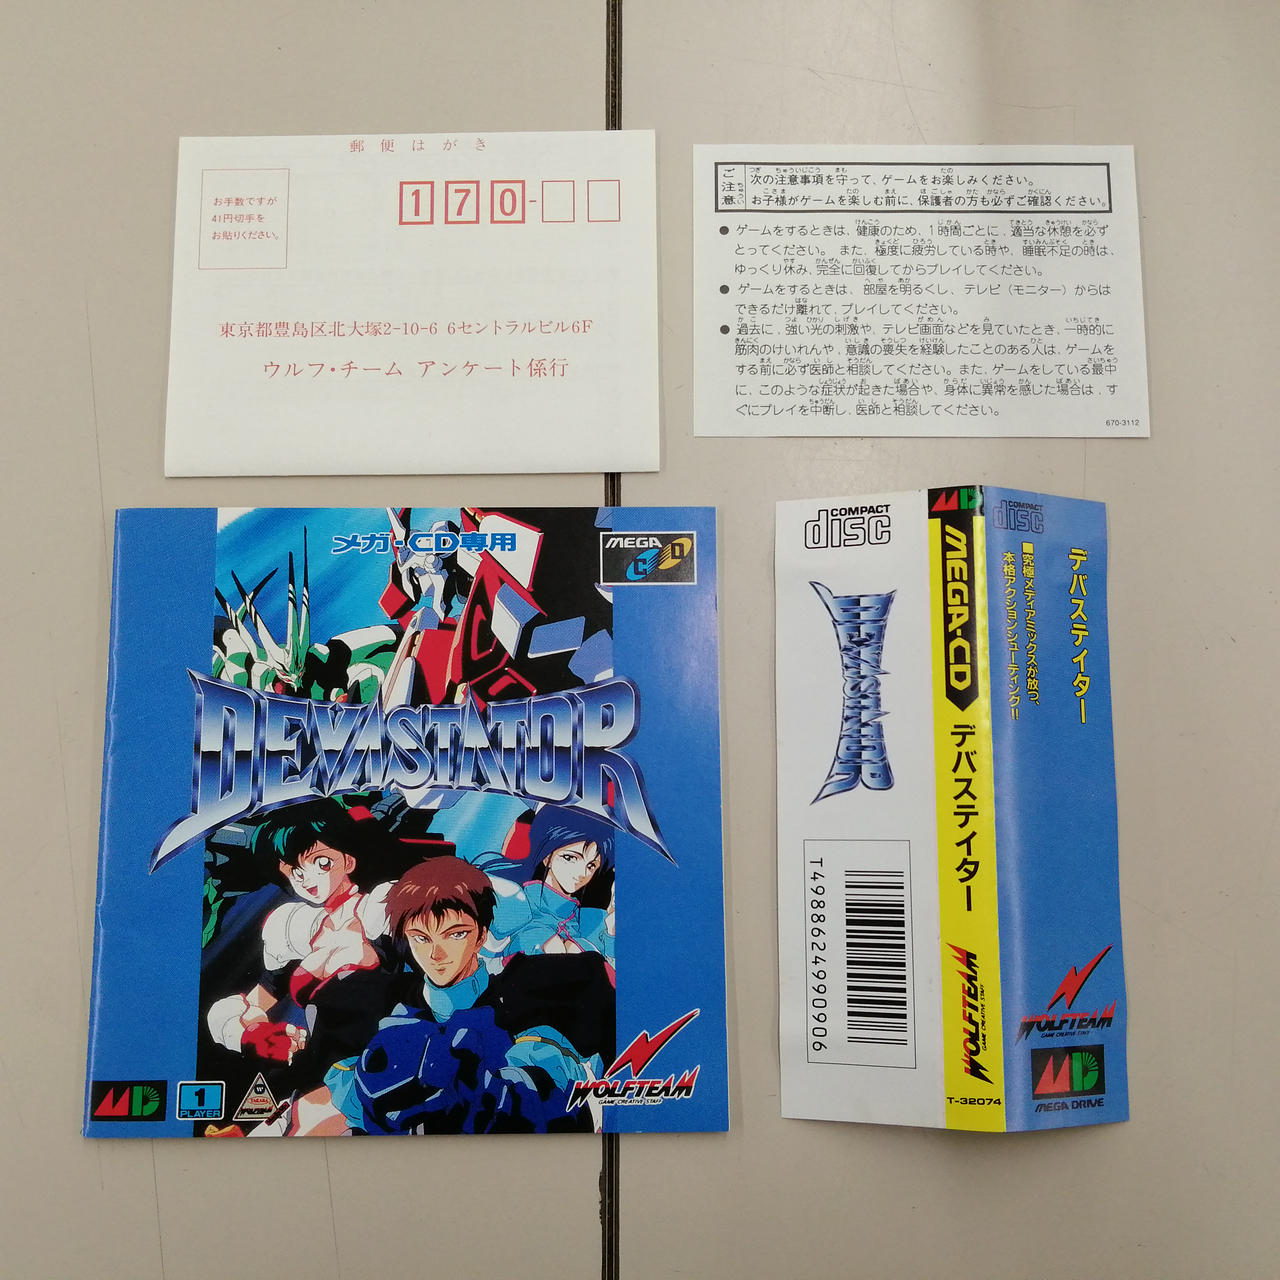 郵便はがき
お手数ですが
41円切手を
お貼りください。
170-
東京都豊島区北大塚2-10-6 6セントラルビル6F
ウルフ・チーム アンケート係行
ご注意
次の注意事項を守って、ゲームをお楽しみください。
お子様がゲームを楽しむ前に、保護者の方も必ずご確認ください。
● ゲームをするときは、健康のため、1時間ごとに、適当な休憩を必ず
とってください。また、極度に疲労している時や、睡眠不足の時は、
ゆっくり休み、完全に回復してからプレイしてください。
● ゲームをするときは、部屋を明るくし、テレビ（モニター）からは
できるだけ離れて、プレイしてください。
● 過去に、強い光の刺激や、テレビ画面などを見ていたとき、一時的に
筋肉のけいれんや、意識の喪失を経験したことのある人は、ゲームを
する前に必ず医師と相談してください。また、ゲームをしている最中
に、このような症状が起きた場合や、身体に異常を感じた場合は、す
ぐにプレイを中断し、医師と相談してください。
670-3112
メガ-CD専用
MEGA
CD
DEVASTATOR
MD
1
PLAYER
WOLFTEAM
GAME CREATIVE STAFF
COMPACT
disc
DEVASTATOR
T4988624990906
MD
MEGA-CD
デバステイター
WOLFTEAM
GAME CREATIVE STAFF
T-32074
COMPACT
disc
デバステイター
■究極メディアミックスが放つ、
本格アクションシューティング!!
WOLFTEAM
GAME CREATIVE STAFF
MD
MEGA DRIVE